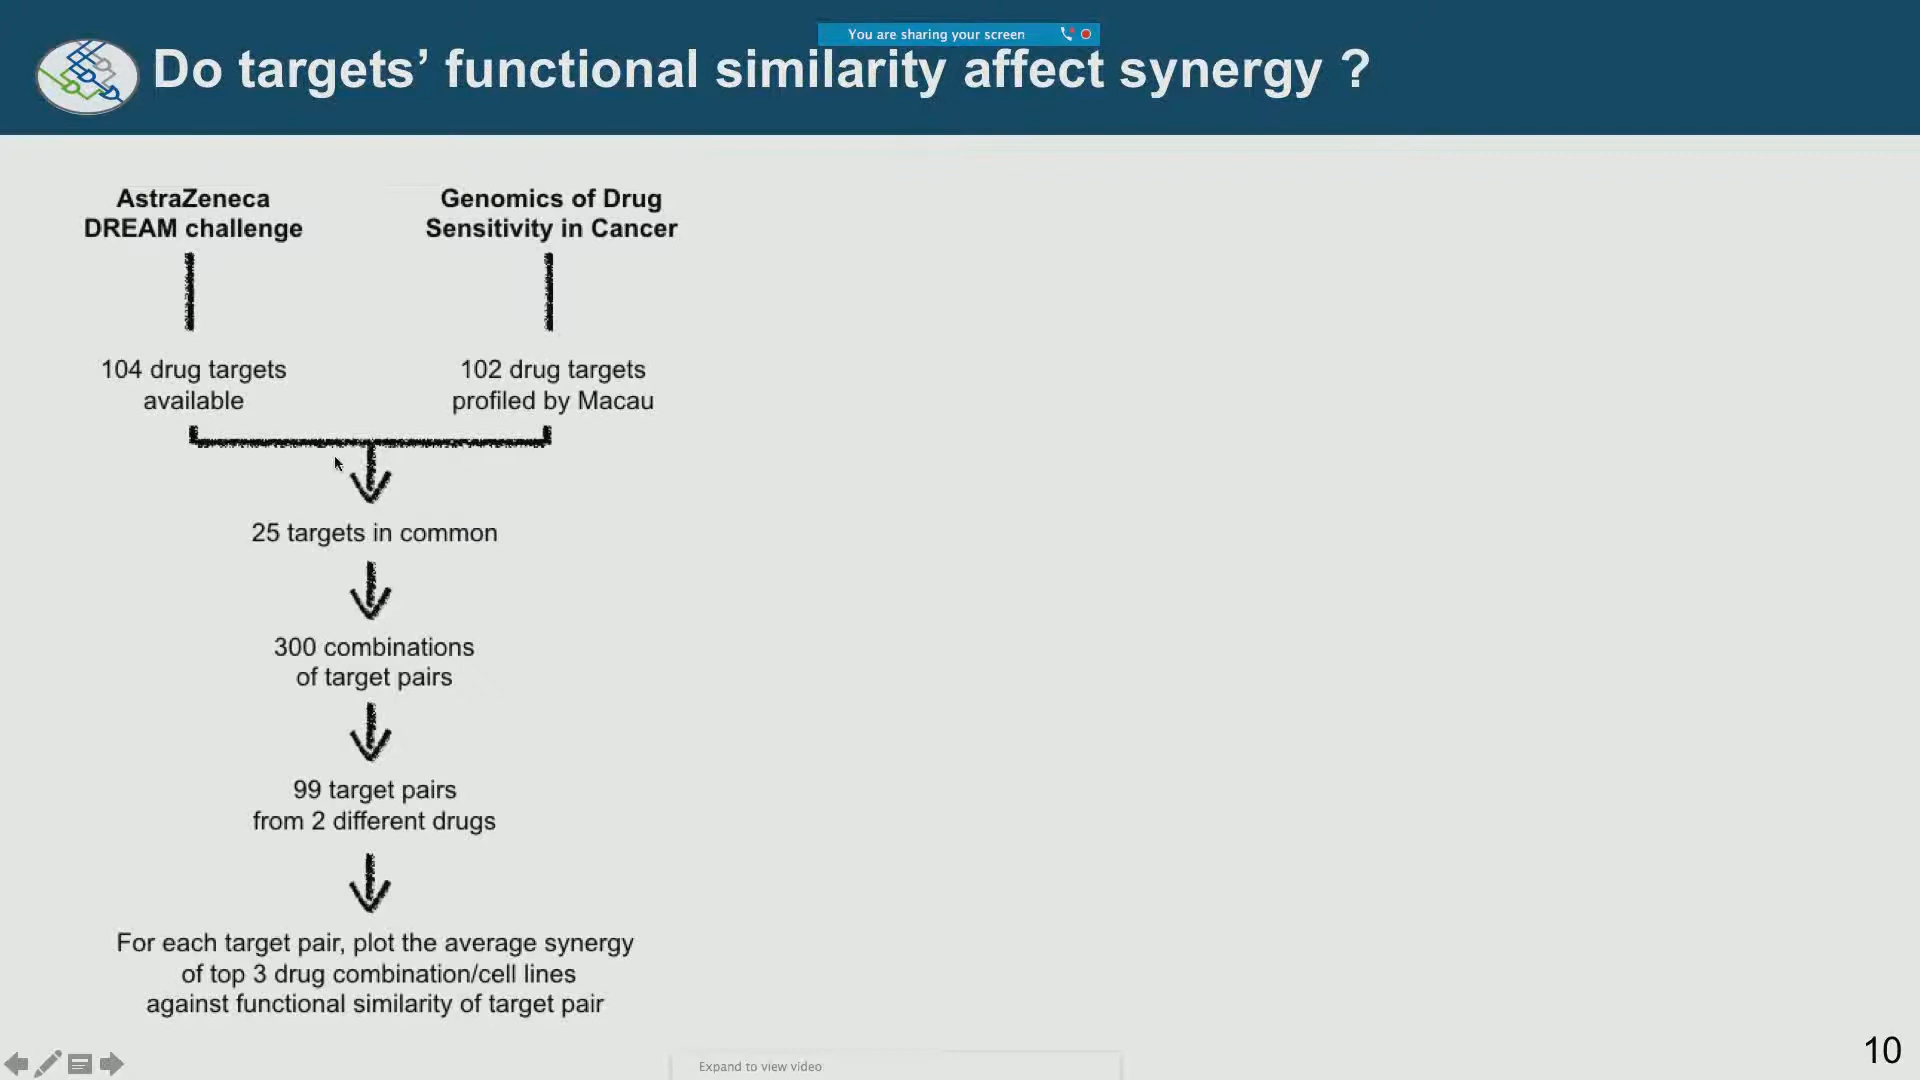 You are sharing your screen
Do targets’ functional similarity affect synergy ?
AstraZeneca
DREAM challenge
Genomics of Drug
Sensitivity in Cancer
104 drug targets
available
102 drug targets
profiled by Macau
25 targets in common
300 combinations
of target pairs
99 target pairs
from 2 different drugs
For each target pair, plot the average synergy
of top 3 drug combination/cell lines
against functional similarity of target pair
Expand to view video
10